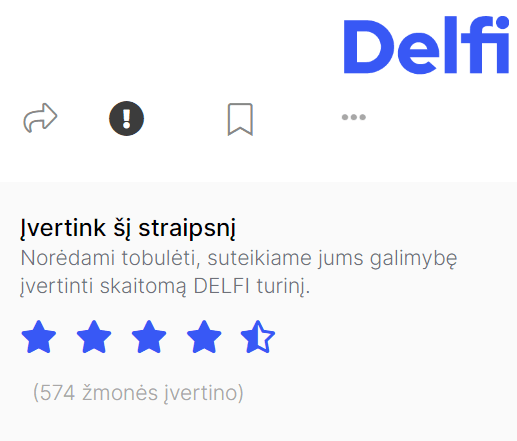 Delfi
Įvertink šį straipsnį
Norėdami tobulėti, suteikiame jums galimybę
įvertinti skaitomą DELFI turinį.
(574 žmonės įvertino)